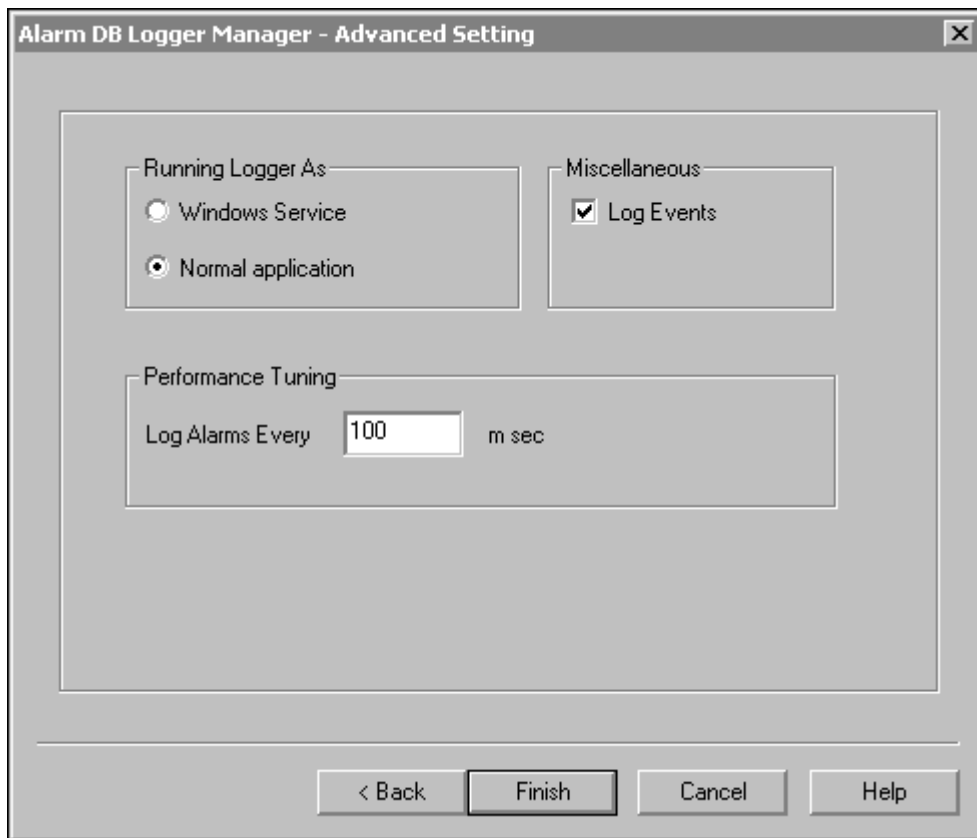 Alarm DB Logger Manager - Advanced Setting
Running Logger As
Windows Service
Normal application
Miscellaneous
Log Events
Performance Tuning
Log Alarms Every 100 m sec
< Back Finish Cancel Help